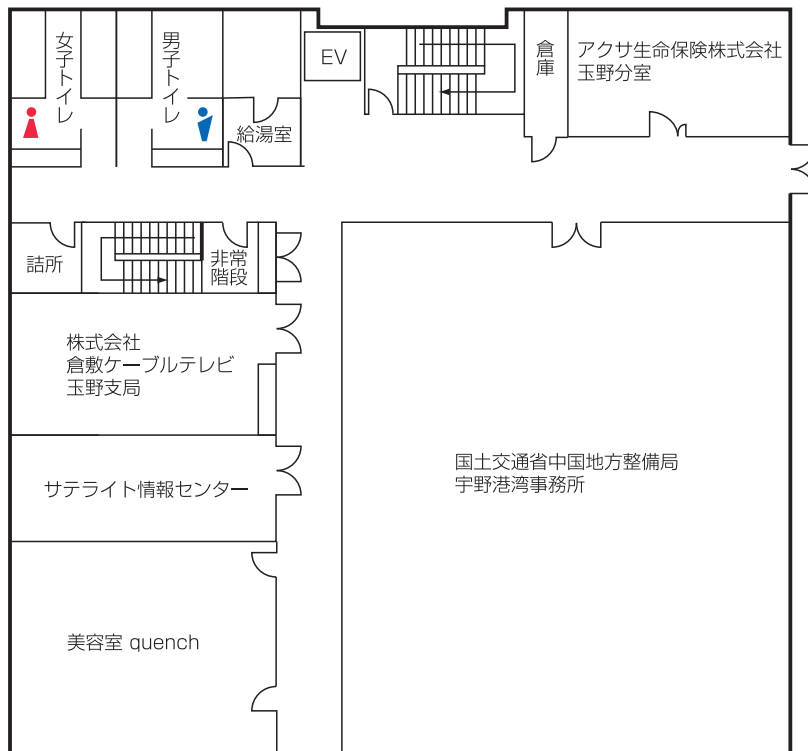 女子トイレ
男子トイレ
EV
給湯室
倉庫
アクサ生命保険株式会社
玉野分室
詰所
非常
階段
株式会社
倉敷ケーブルテレビ
玉野支局
サテライト情報センター
国土交通省中国地方整備局
宇野港湾事務所
美容室 quench